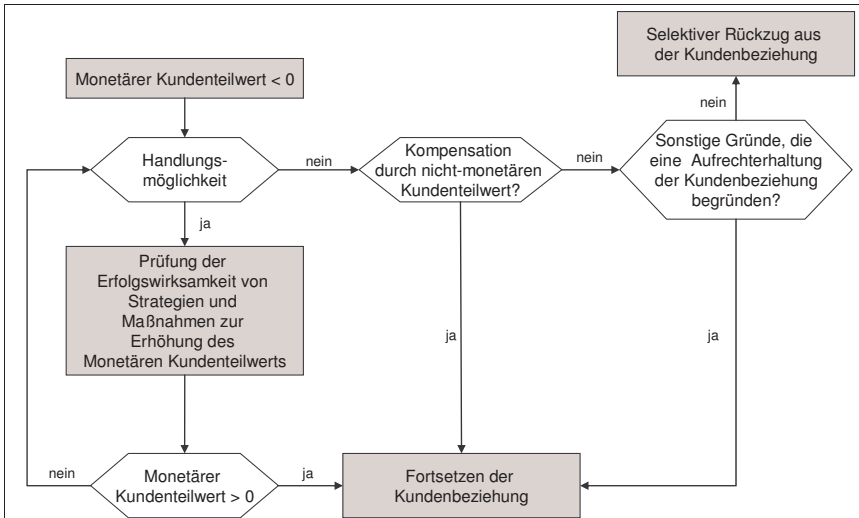 Selektiver Rückzug aus
der Kundenbeziehung
Monetärer Kundenteilwert < 0
nein
Handlungs-
möglichkeit
nein
Kompensation
durch nicht-monetären
Kundenteilwert?
nein
Sonstige Gründe, die
eine Aufrechterhaltung
der Kundenbeziehung
begründen?
ja
Prüfung der
Erfolgswirksamkeit von
Strategien und
Maßnahmen zur
Erhöhung des
Monetären Kundenteilwerts
ja
ja
nein
Monetärer
Kundenteilwert > 0
ja
Fortsetzen der
Kundenbeziehung